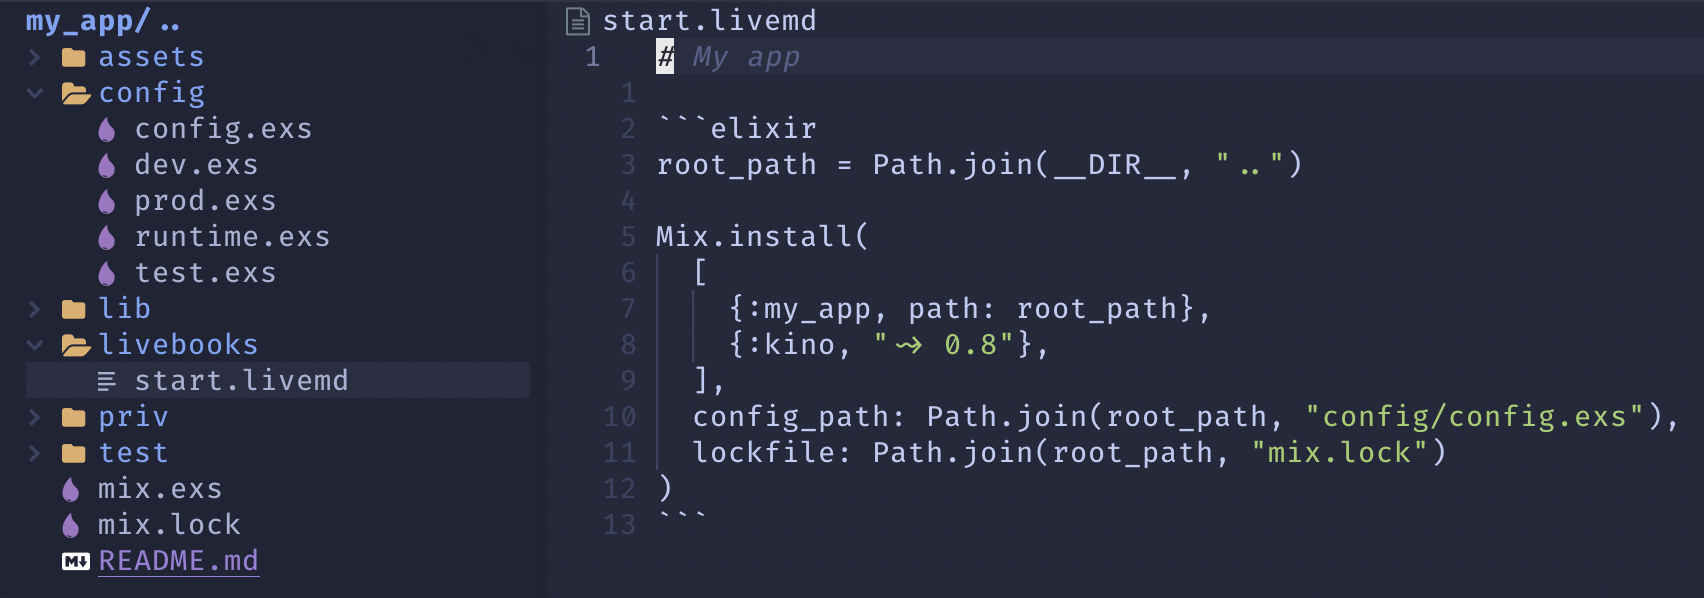 my_app/..
assets
config
config.exs
dev.exs
prod.exs
runtime.exs
test.exs
lib
livebooks
start.livemd
priv
test
mix.exs
mix.lock
README.md
start.livemd
1 # My app
1
2 ```elixir
3 root_path = Path.join(__DIR__, "..")
4
5 Mix.install(
6   [
7     {:my_app, path: root_path},
8     {:kino, "~> 0.8"},
9   ],
10   config_path: Path.join(root_path, "config/config.exs"),
11   lockfile: Path.join(root_path, "mix.lock")
12 )
13 ```